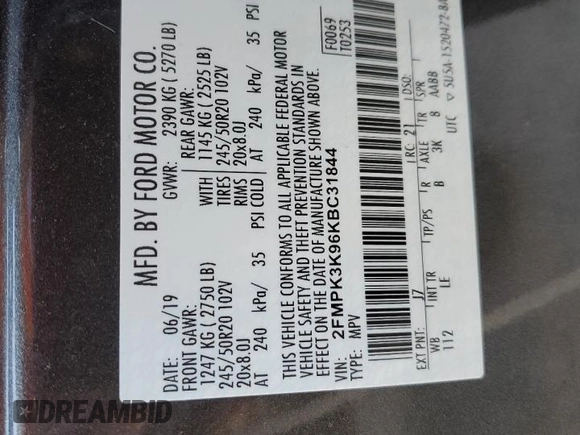 MFD. BY FORD MOTOR CO.
DATE: 06/19 GVWR: 2390 KG ( 5270 LB)
FRONT GAWR: REAR GAWR:
1247 KG ( 2750 LB) WITH 1145 KG ( 2525 LB)
245/50R20 102V TIRES 245/50R20 102V
20x8.0J RIMS 20x8.0J
AT 240 kPa/ 35 PSI COLD AT 240 kPa/ 35 PSI
THIS VEHICLE CONFORMS TO ALL APPLICABLE FEDERAL MOTOR
VEHICLE SAFETY AND THEFT PREVENTION STANDARDS IN
EFFECT ON THE DATE OF MANUFACTURE SHOWN ABOVE.
F0069
T0253
VIN: 2FMPK3K96KBC31844
TYPE: MPV
EXT PNT: J7 RC: 21 DSO:
WB INT TR TP/PS R AXLE TR SPR
112 LE B 3K 8 AABB
UTC ▽ 5U5A-1520472-BA
DREAMBID